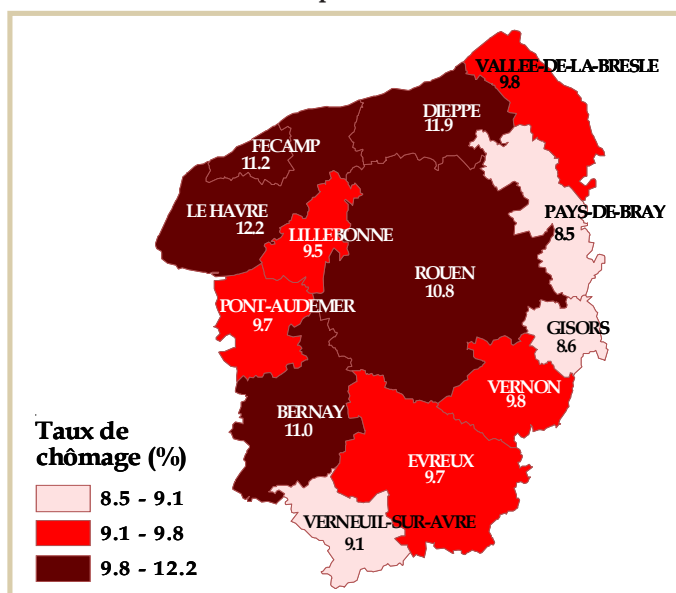 VALLEE-DE-LA-BRESLE
9.8
DIEPPE
11.9
FECAMP
11.2
LE HAVRE
12.2
PAYS-DE-BRAY
8.5
LILLEBONNE
9.5
ROUEN
10.8
PONT-AUDEMER
9.7
GISORS
8.6
VERNON
9.8
BERNAY
11.0
EVREUX
9.7
VERNEUIL-SUR-AVRE
9.1
Taux de
chômage (%)
8.5 - 9.1
9.1 - 9.8
9.8 - 12.2